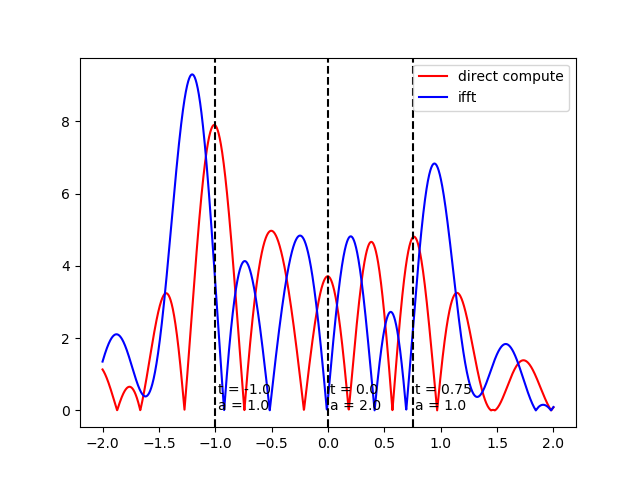 direct compute
ifft
8
6
4
2
0
t = -1.0
a = 1.0
t = 0.0
a = 2.0
t = 0.75
a = 1.0
−2.0 −1.5 −1.0 −0.5 0.0 0.5 1.0 1.5 2.0